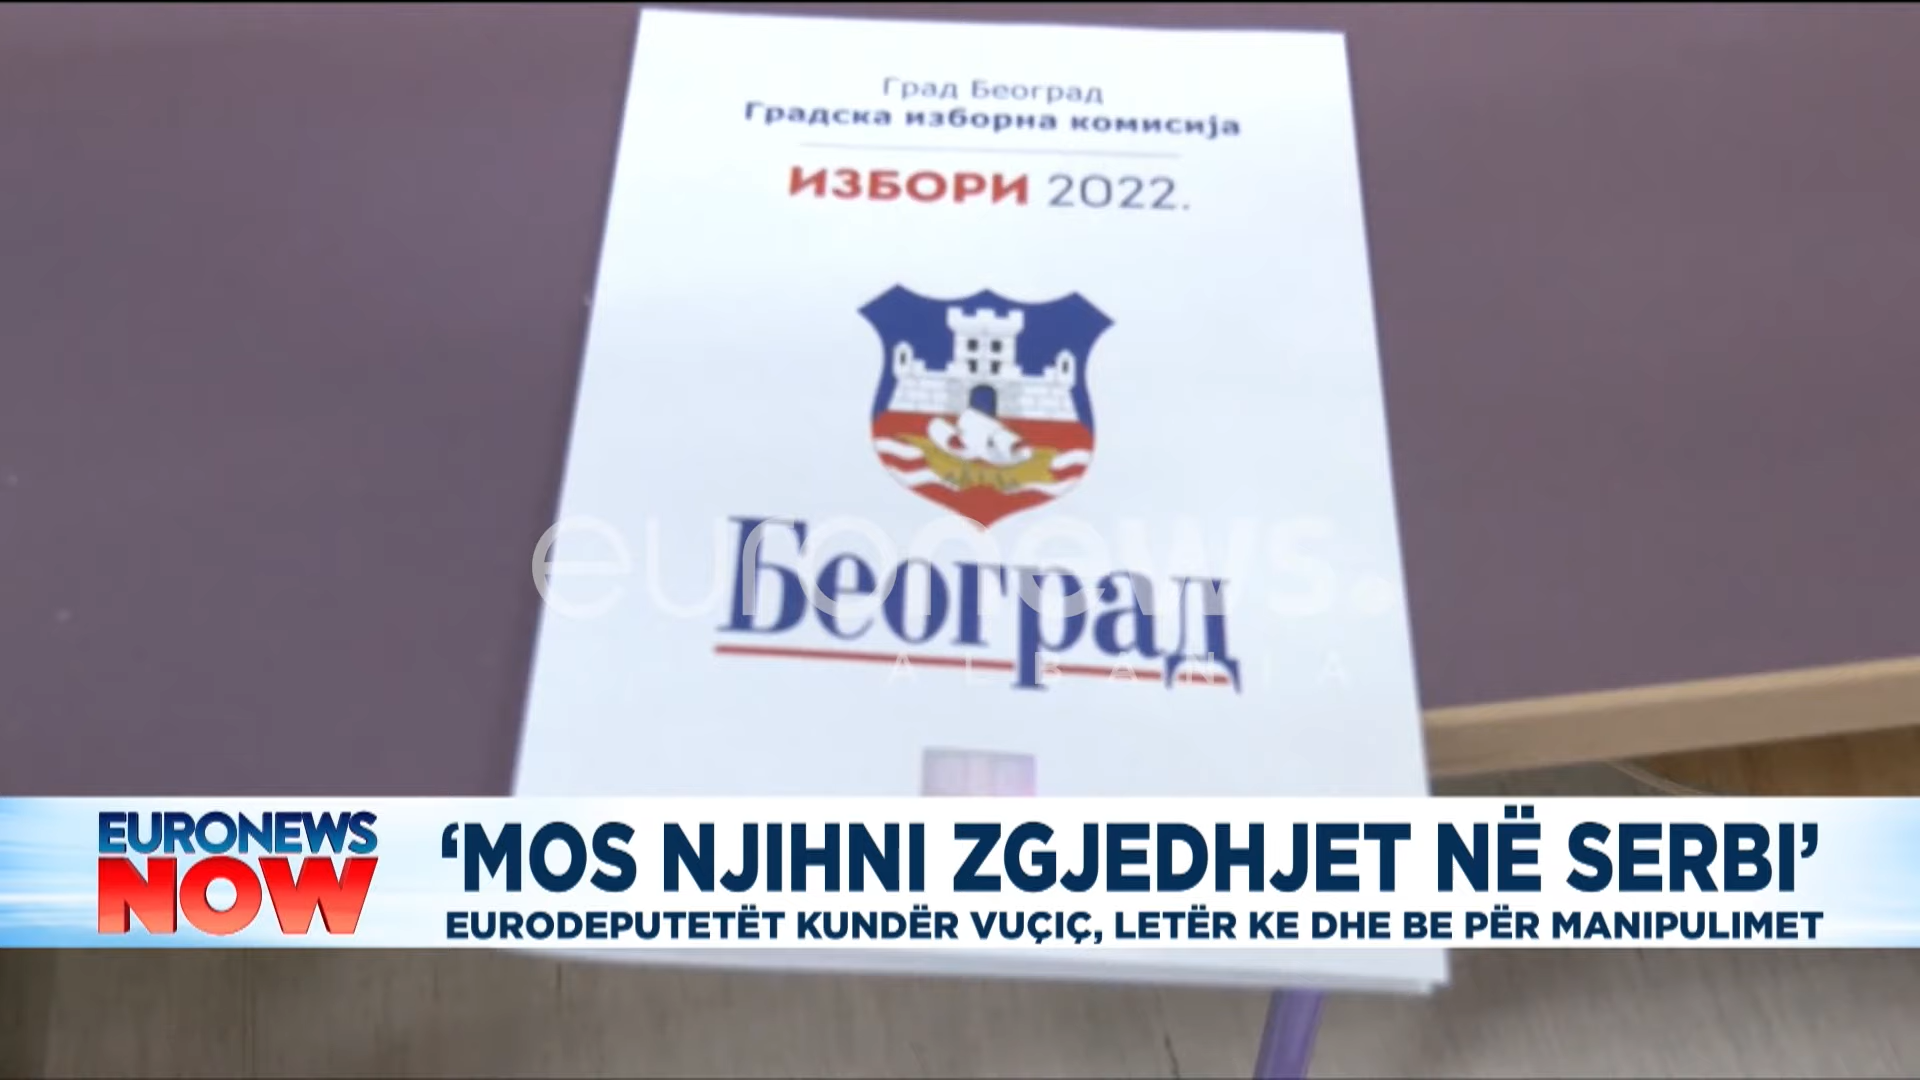 Град Београд
Градска изборна комисија
ИЗБОРИ 2022.
Београд
euronews.
ALBANIA
EURONEWS
NOW
‘MOS NJIHNI ZGJEDHJET NË SERBI’
EURODEPUTETËT KUNDËR VUÇIÇ, LETËR KE DHE BE PËR MANIPULIMET